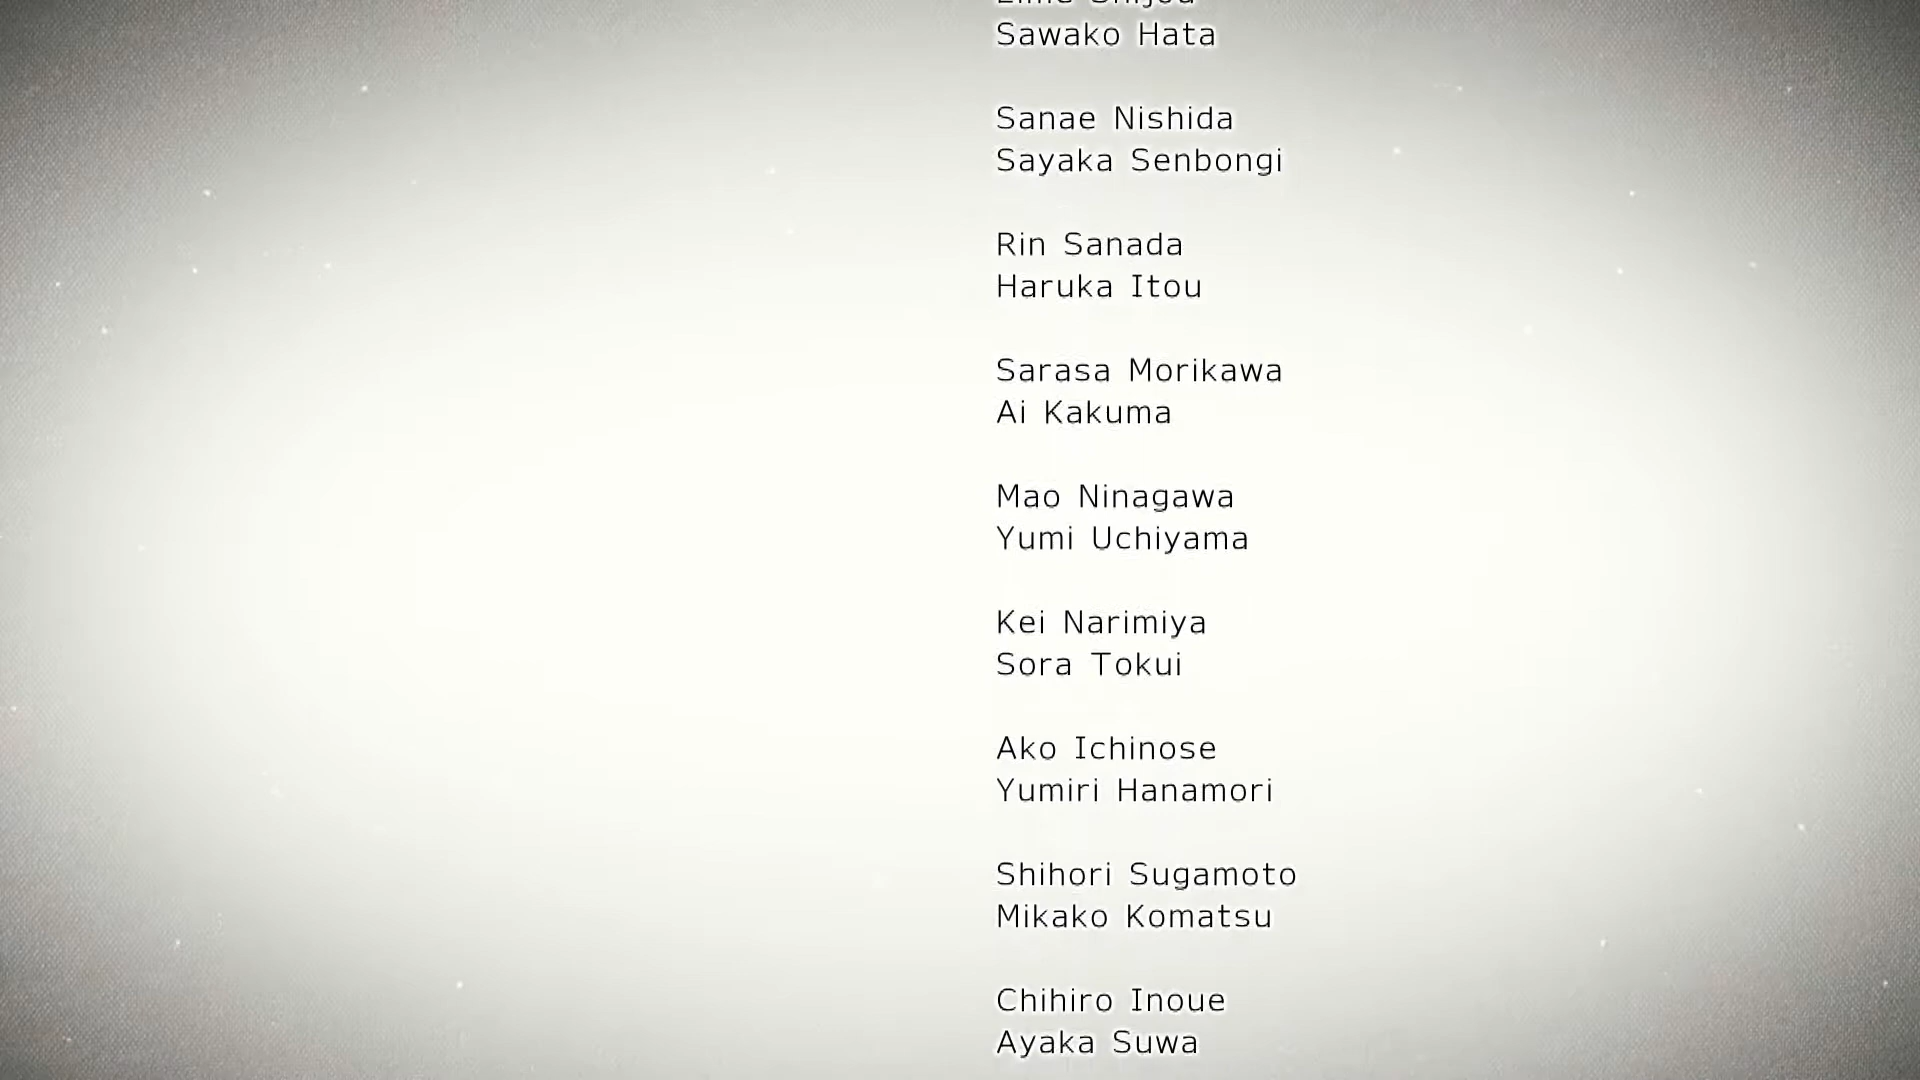 Sawako Hata
Sanae Nishida
Sayaka Senbongi
Rin Sanada
Haruka Itou
Sarasa Morikawa
Ai Kakuma
Mao Ninagawa
Yumi Uchiyama
Kei Narimiya
Sora Tokui
Ako Ichinose
Yumiri Hanamori
Shihori Sugamoto
Mikako Komatsu
Chihiro Inoue
Ayaka Suwa